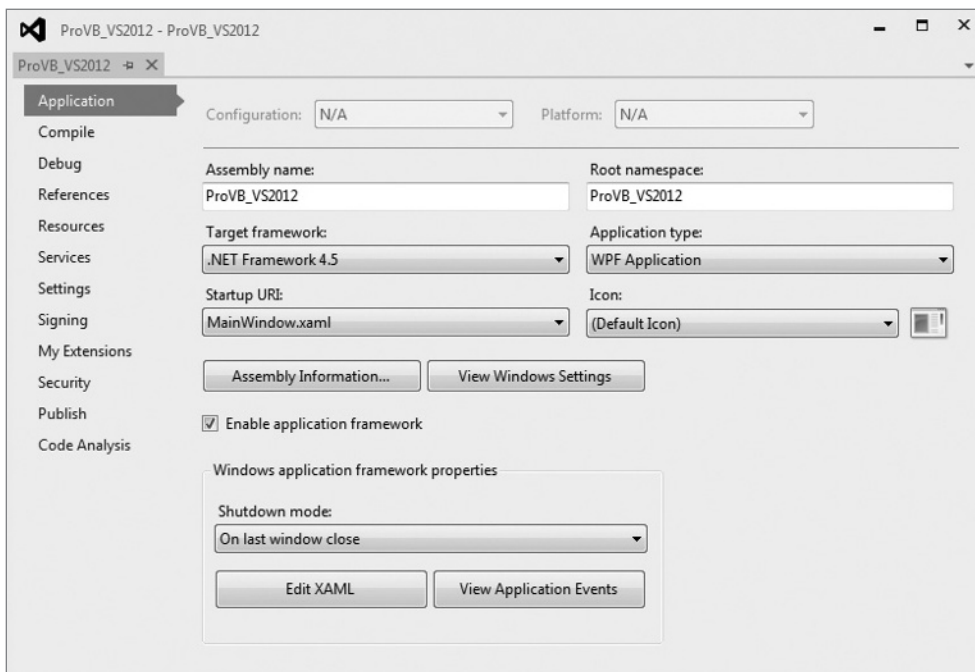 ProVB_VS2012 - ProVB_VS2012
ProVB_VS2012
Application
Compile
Debug
References
Resources
Services
Settings
Signing
My Extensions
Security
Publish
Code Analysis
Configuration: N/A Platform: N/A
Assembly name: Root namespace:
ProVB_VS2012 ProVB_VS2012
Target framework: Application type:
.NET Framework 4.5 WPF Application
Startup URI: Icon:
MainWindow.xaml (Default Icon)
Assembly Information... View Windows Settings
Enable application framework
Windows application framework properties
Shutdown mode:
On last window close
Edit XAML View Application Events